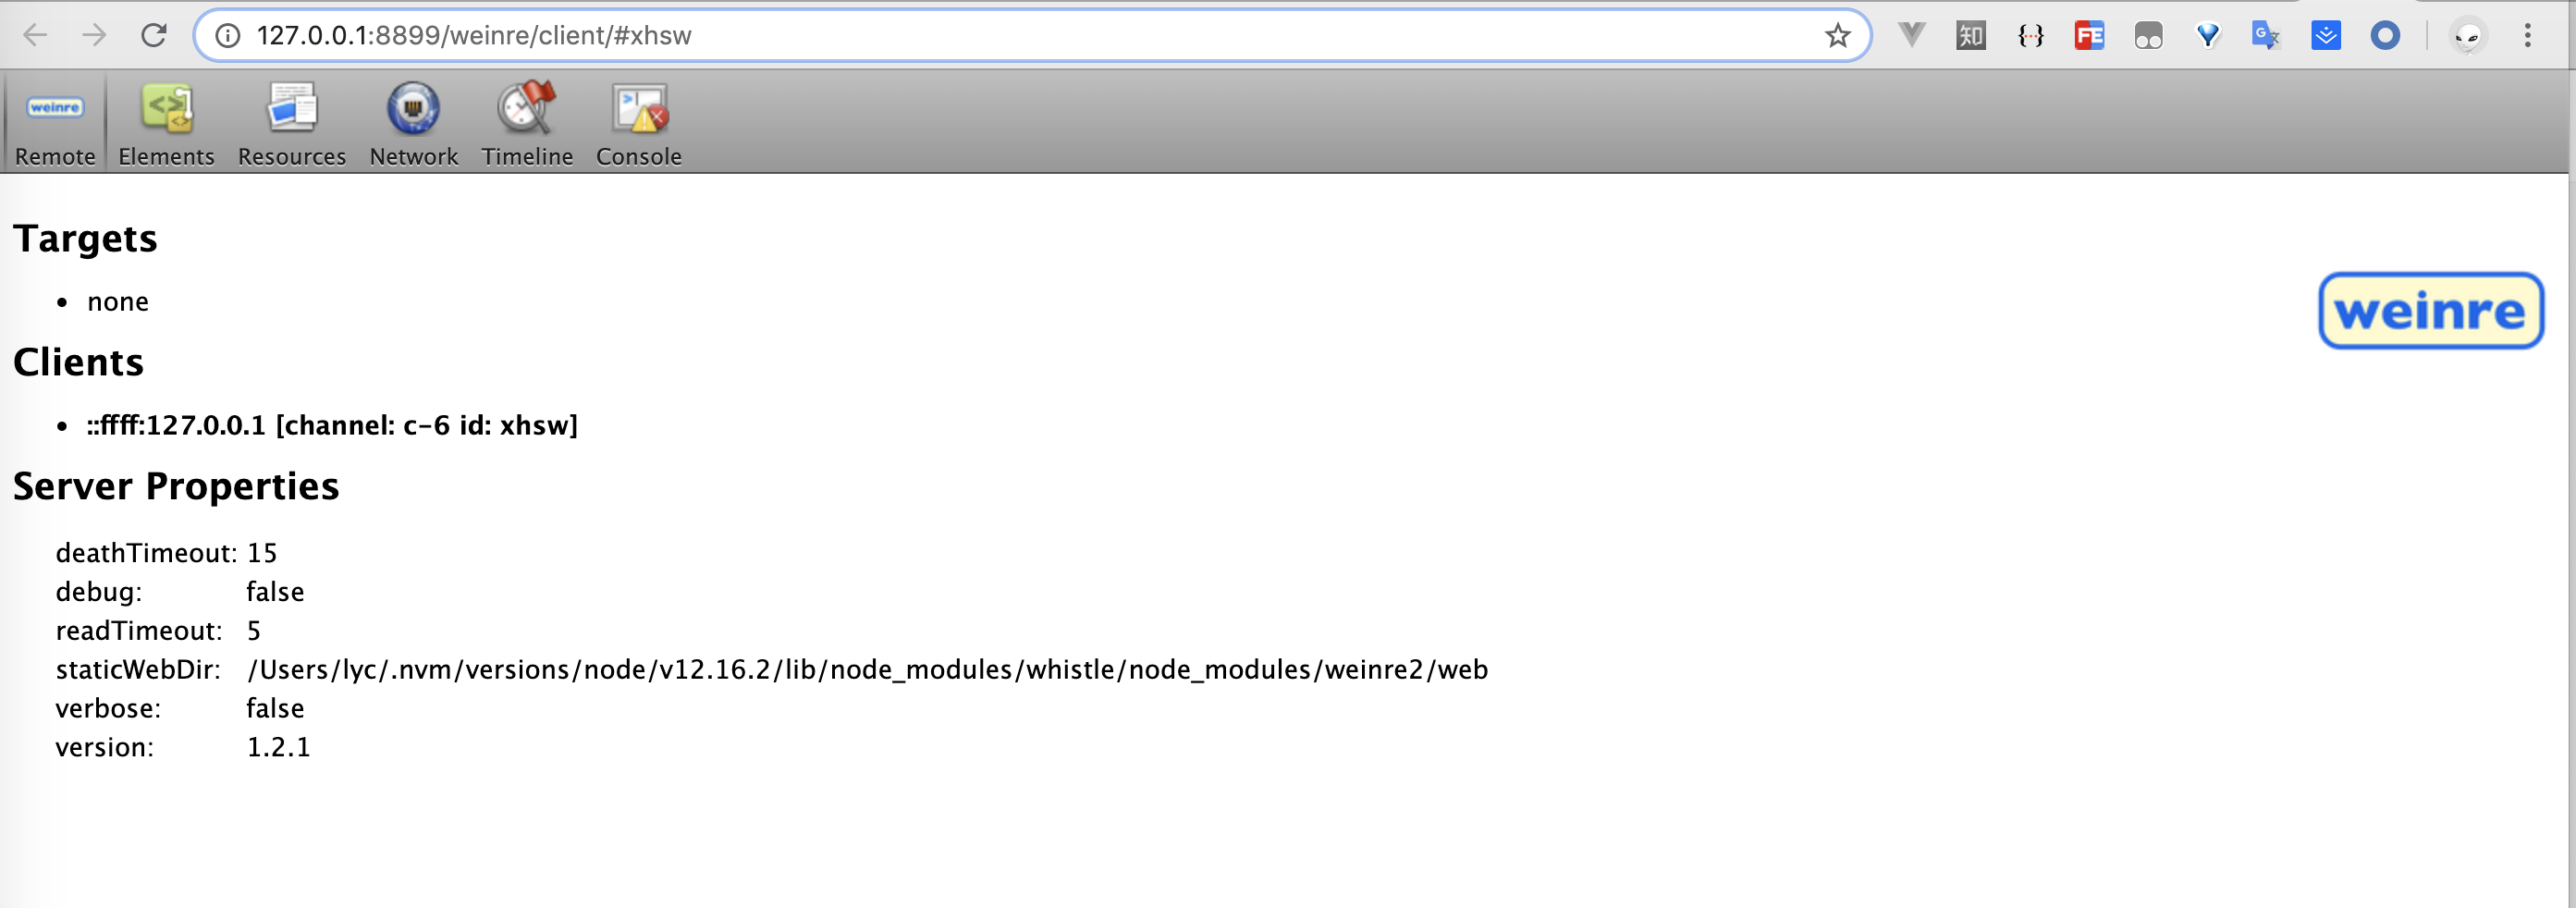 127.0.0.1:8899/weinre/client/#xhsw
知
{··}
FE
G 文
weinre
Remote
Elements
Resources
Network
Timeline
Console
Targets
none
weinre
Clients
::ffff:127.0.0.1 [channel: c-6 id: xhsw]
Server Properties
deathTimeout: 15
debug: false
readTimeout: 5
staticWebDir: /Users/lyc/.nvm/versions/node/v12.16.2/lib/node_modules/whistle/node_modules/weinre2/web
verbose: false
version: 1.2.1